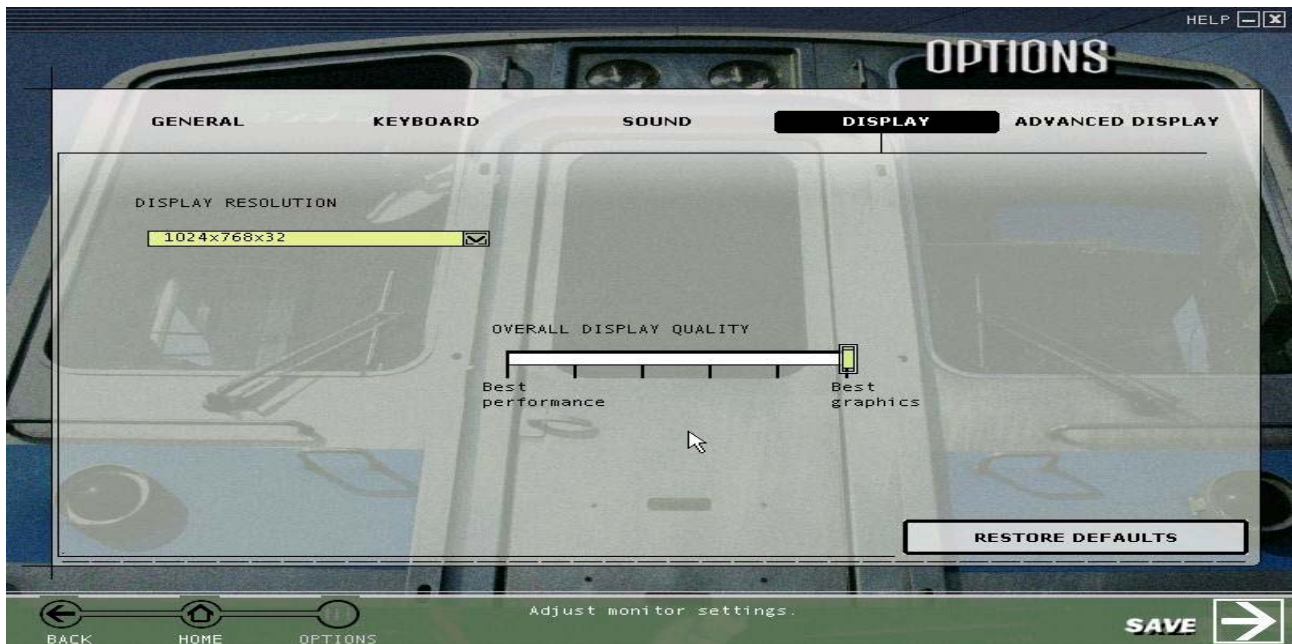 HELP
OPTIONS
GENERAL KEYBOARD SOUND DISPLAY ADVANCED DISPLAY
DISPLAY RESOLUTION
1024x768x32
OVERALL DISPLAY QUALITY
Best performance
Best graphics
RESTORE DEFAULTS
Adjust monitor settings.
BACK HOME OPTIONS
SAVE